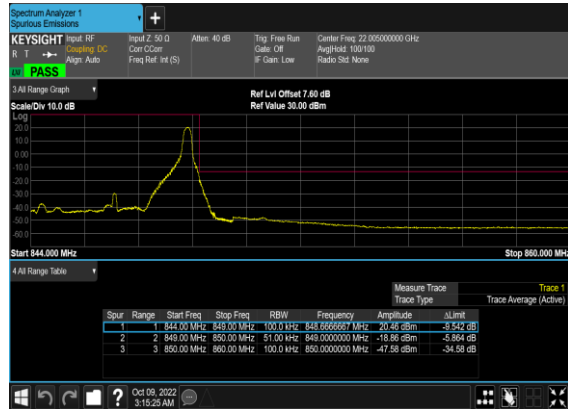 Spectrum Analyzer 1
Spurious Emissions
+
KEYSIGHT Input: RF Input Z: 50 Ω Atten: 40 dB Trig: Free Run Center Freq: 22.005000000 GHz
R T Coupling: DC Corr CCorr Gate: Off Avg|Hold: 100/100
Align: Auto Freq Ref: Int (S) IF Gain: Low Radio Std: None
PASS
3 All Range Graph
Ref Lvl Offset 7.60 dB
Scale/Div 10.0 dB Ref Value 30.00 dBm
Log
20.0
10.0
0.00
-10.0
-20.0
-30.0
-40.0
-50.0
-60.0
Start 844.000 MHz Stop 860.000 MHz
4 All Range Table
Measure Trace Trace 1
Trace Type Trace Average (Active)
Spur Range Start Freq Stop Freq RBW Frequency Amplitude ΔLimit
1 1 844.00 MHz 849.00 MHz 100.0 kHz 848.6666667 MHz 20.46 dBm -9.542 dB
2 2 849.00 MHz 850.00 MHz 51.00 kHz 849.0000000 MHz -18.86 dBm -5.864 dB
3 3 850.00 MHz 860.00 MHz 100.0 kHz 850.0000000 MHz -47.58 dBm -34.58 dB
? Oct 09, 2022
3:15:25 AM